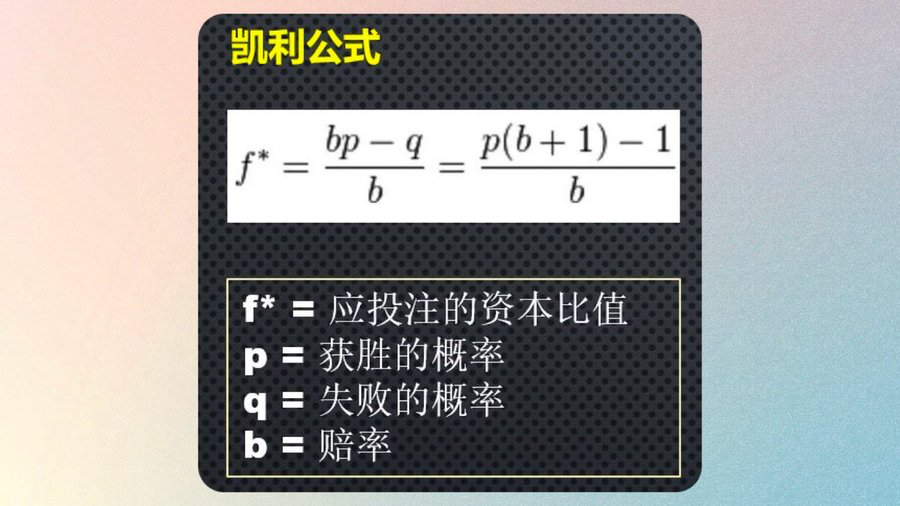 凯利公式
f* = \frac{bp - q}{b} = \frac{p(b + 1) - 1}{b}
f* = 应投注的资本比值
p = 获胜的概率
q = 失败的概率
b = 赔率